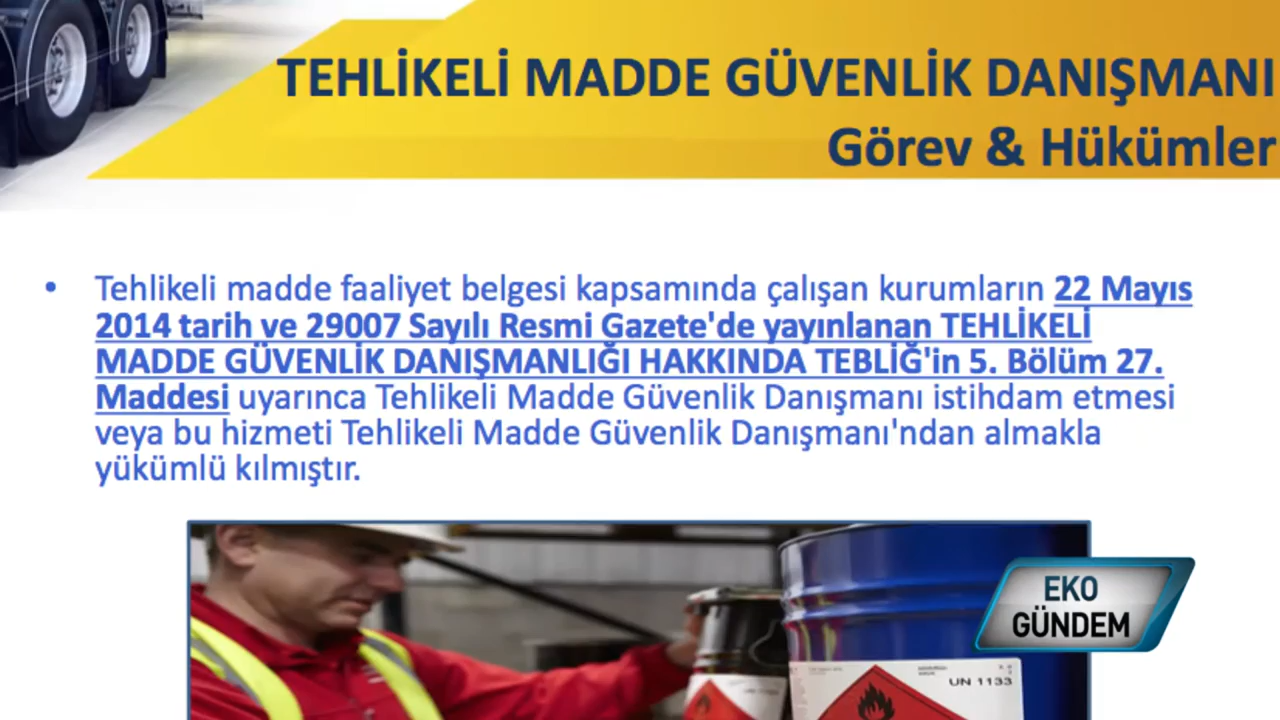 TEHLİKELİ MADDE GÜVENLİK DANIŞMANI
Görev & Hükümler
• Tehlikeli madde faaliyet belgesi kapsamında çalışan kurumların 22 Mayıs
2014 tarih ve 29007 Sayılı Resmi Gazete'de yayınlanan TEHLİKELİ
MADDE GÜVENLİK DANIŞMANLIĞI HAKKINDA TEBLİĞ'in 5. Bölüm 27.
Maddesi uyarınca Tehlikeli Madde Güvenlik Danışmanı istihdam etmesi
veya bu hizmeti Tehlikeli Madde Güvenlik Danışmanı'ndan almakla
yükümlü kılmıştır.
EKO
GÜNDEM
UN 1133